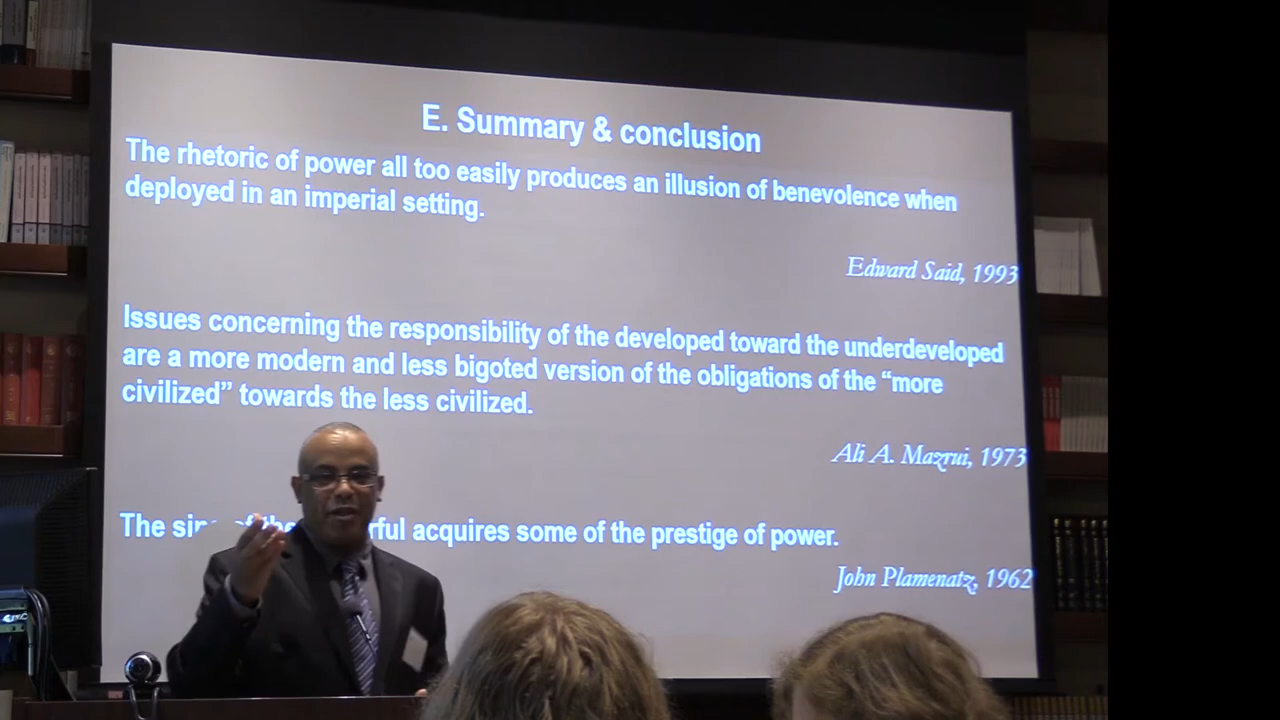 E. Summary & conclusion
The rhetoric of power all too easily produces an illusion of benevolence when
deployed in an imperial setting.
Edward Said, 1993
Issues concerning the responsibility of the developed toward the underdeveloped
are a more modern and less bigoted version of the obligations of the “more
civilized” towards the less civilized.
Ali A. Mazrui, 1973
The acquires some of the prestige of power.
John Plamenatz, 1962